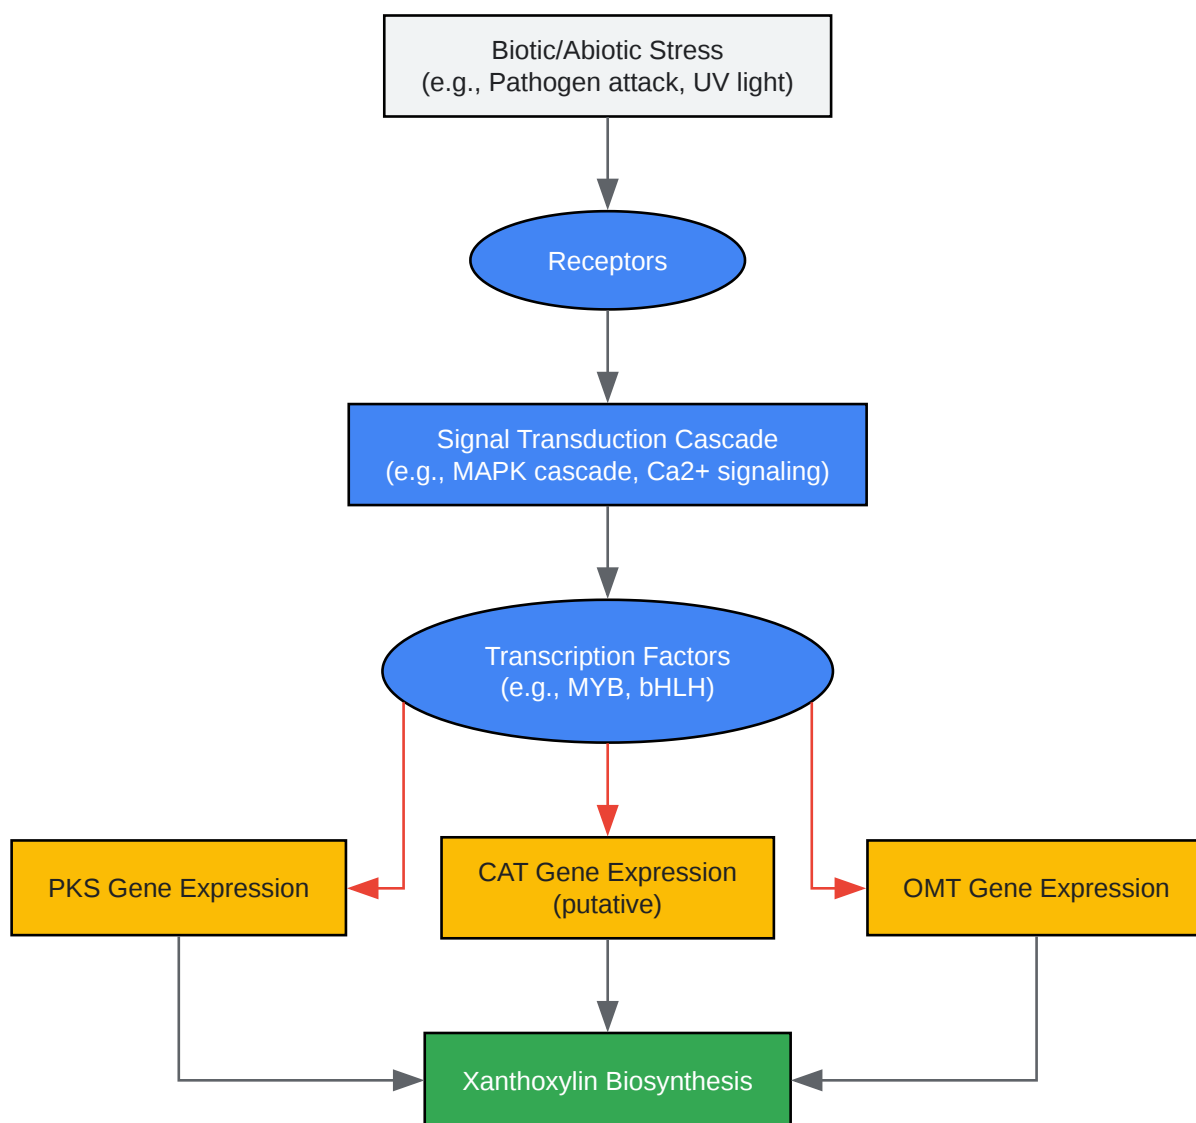 Biotic/Abiotic Stress
(e.g., Pathogen attack, UV light)
Receptors
Signal Transduction Cascade
(e.g., MAPK cascade, Ca2+ signaling)
Transcription Factors
(e.g., MYB, bHLH)
PKS Gene Expression
CAT Gene Expression
(putative)
OMT Gene Expression
Xanthoxylin Biosynthesis